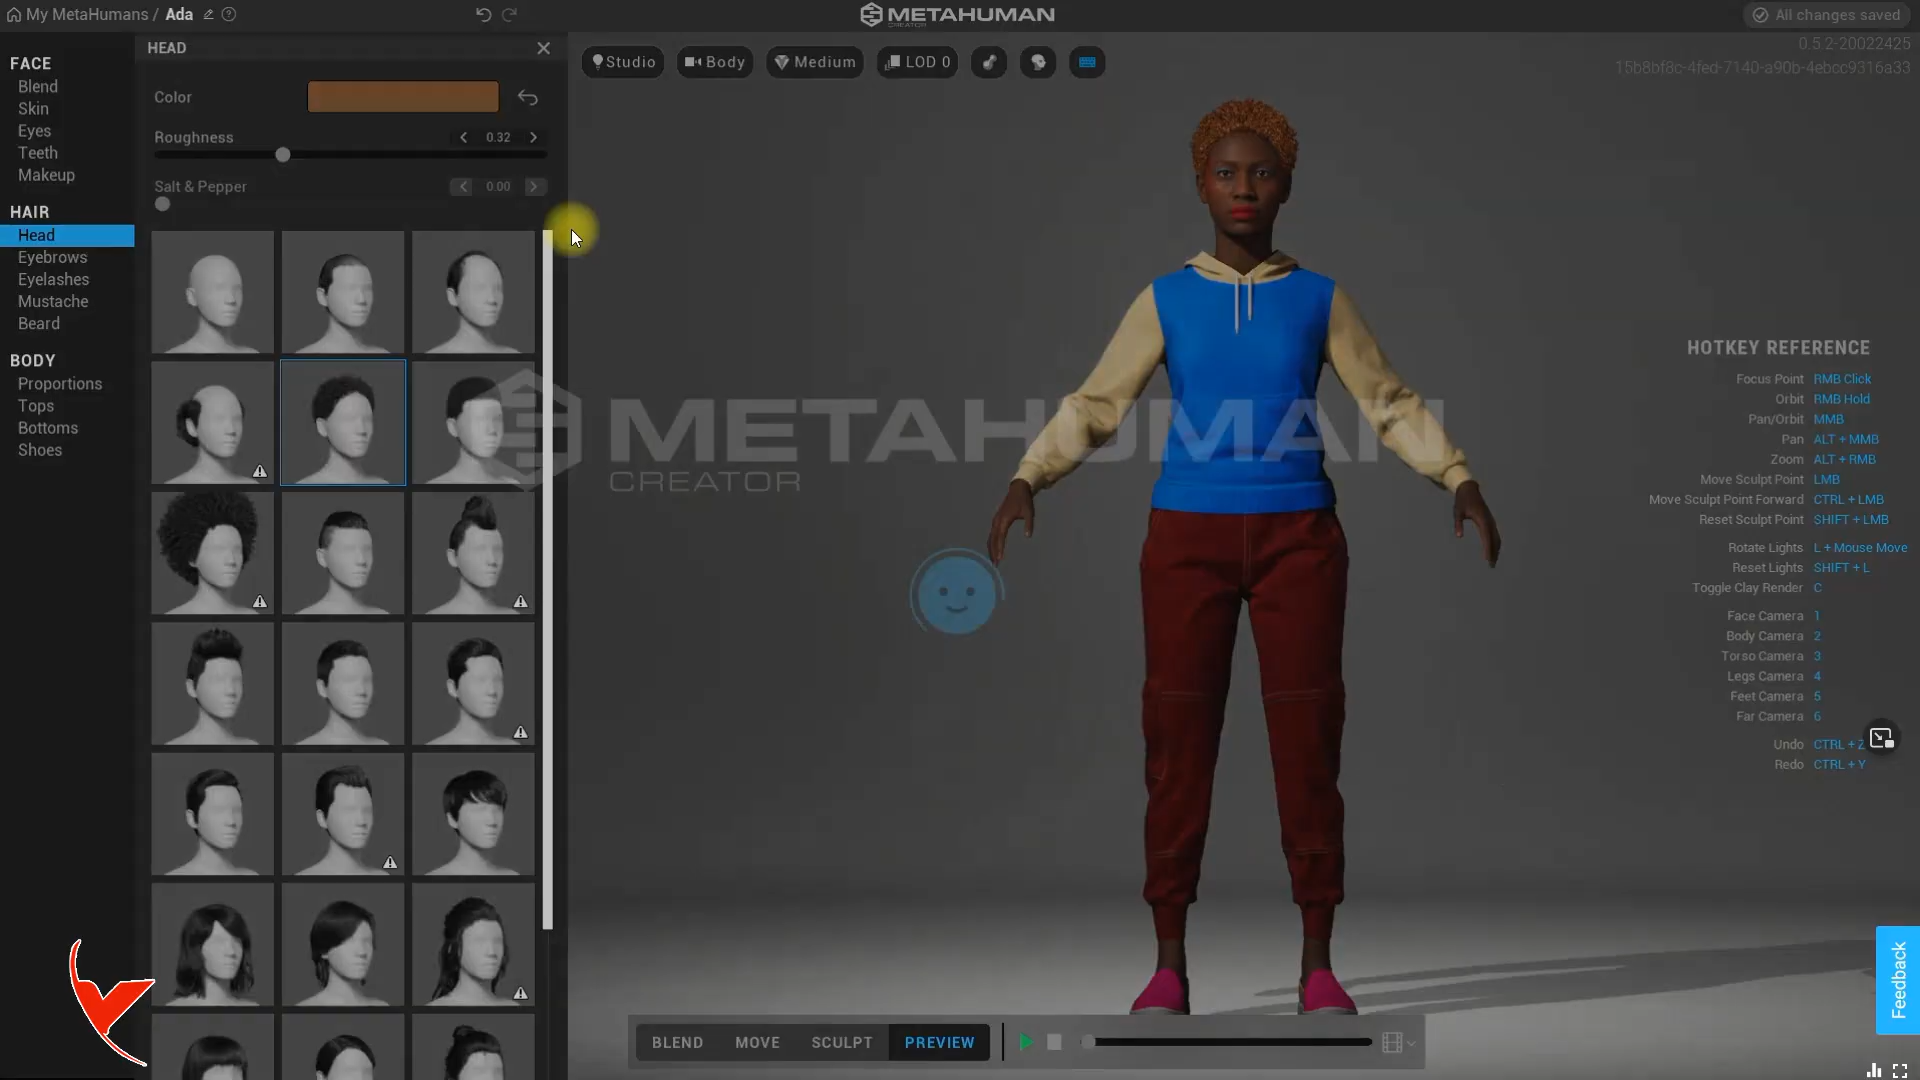 My MetaHumans / Ada
METAHUMAN
CREATOR
All changes saved
0.5.2-20022425
15b8bf8c-4fed-7140-a90b-4ebcc9316a33
FACE
Blend
Skin
Eyes
Teeth
Makeup
HAIR
Head
Eyebrows
Eyelashes
Mustache
Beard
BODY
Proportions
Tops
Bottoms
Shoes
HEAD
Color
Roughness
0.32
Salt & Pepper
0.00
Studio
Body
Medium
LOD 0
METAHUMAN
CREATOR
HOTKEY REFERENCE
Focus Point RMB Click
Orbit RMB Hold
Pan/Orbit MMB
Pan ALT + MMB
Zoom ALT + RMB
Move Sculpt Point LMB
Move Sculpt Point Forward CTRL + LMB
Reset Sculpt Point SHIFT + LMB
Rotate Lights L + Mouse Move
Reset Lights SHIFT + L
Toggle Clay Render C
Face Camera 1
Body Camera 2
Torso Camera 3
Legs Camera 4
Feet Camera 5
Far Camera 6
Undo CTRL + Z
Redo CTRL + Y
Feedback
BLEND MOVE SCULPT PREVIEW